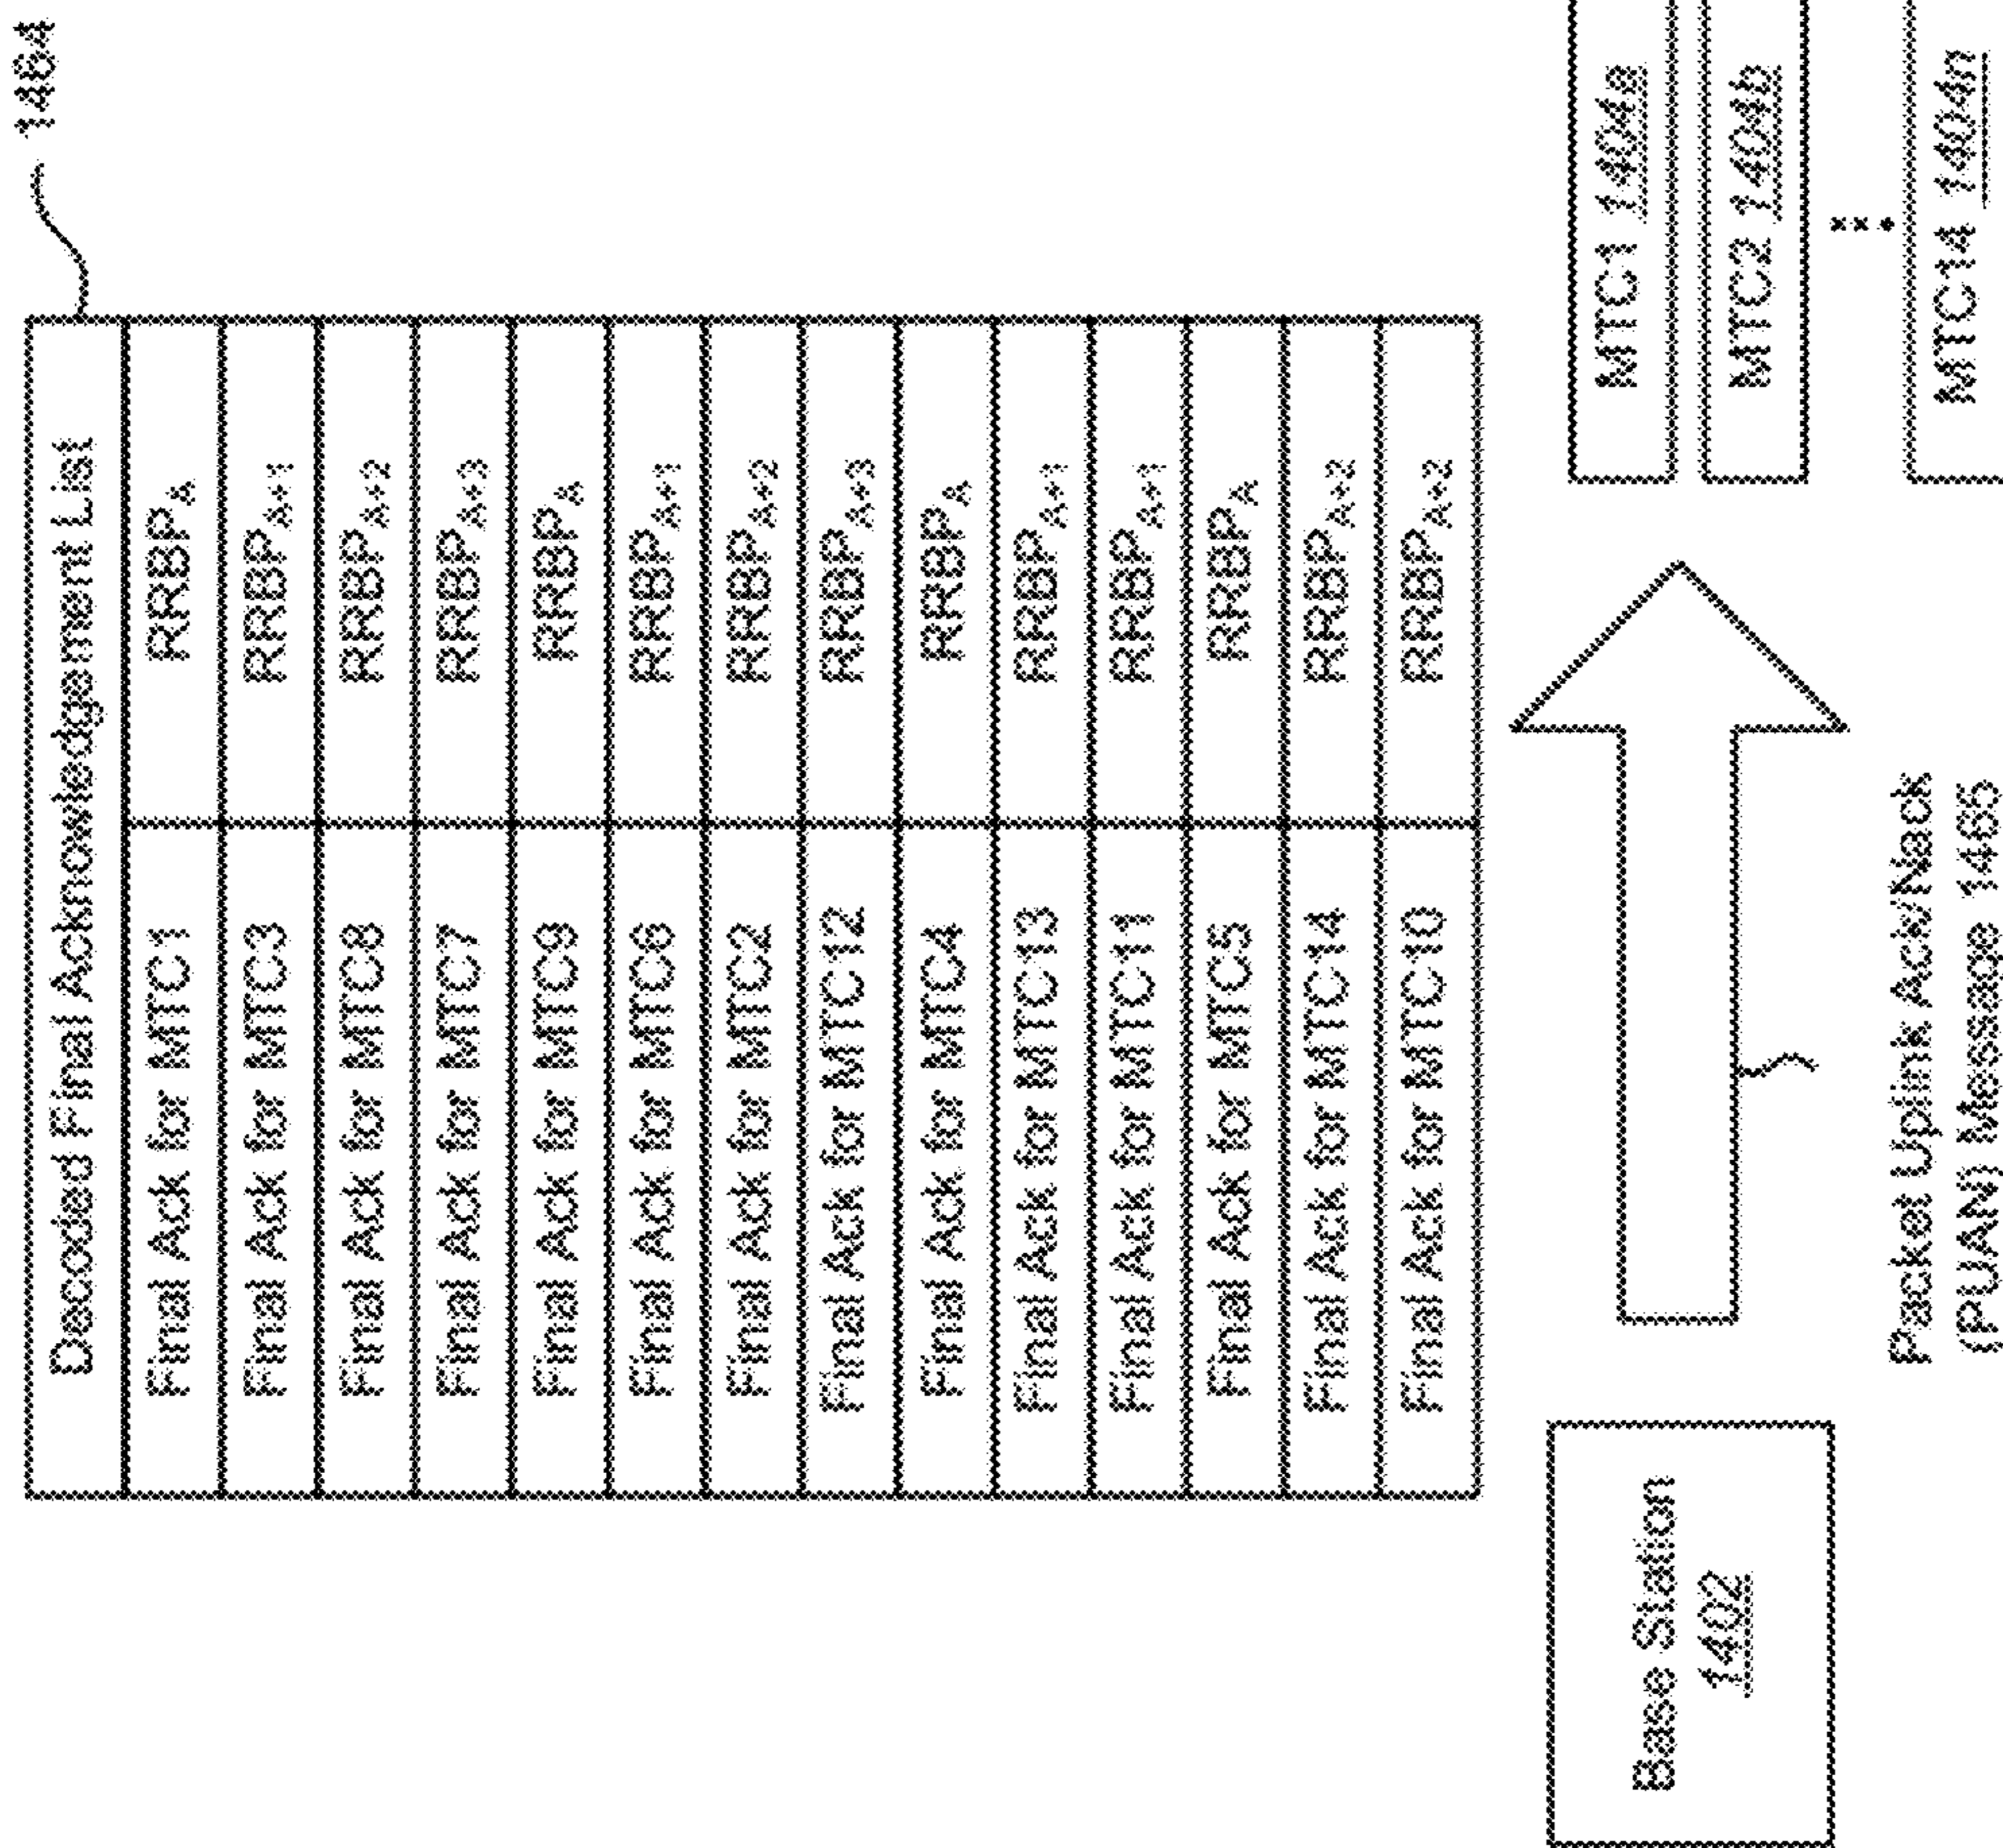 1464
Decoded Final Acknowledgement List
Final Ack for MTC1 RRBP_A
Final Ack for MTC3 RRBP_A+1
Final Ack for MTC8 RRBP_A+2
Final Ack for MTC7 RRBP_A+3
Final Ack for MTC9 RRBP_A
Final Ack for MTC6 RRBP_A+1
Final Ack for MTC2 RRBP_A+2
Final Ack for MTC12 RRBP_A+3
Final Ack for MTC4 RRBP_A
Final Ack for MTC13 RRBP_A+1
Final Ack for MTC11 RRBP_A+1
Final Ack for MTC5 RRBP_A
Final Ack for MTC14 RRBP_A+2
Final Ack for MTC10 RRBP_A+2
Base Station
1402
Packet Uplink Ack/Nack
(PUAN) Message 1465
MTC1 1404a
MTC2 1404b
...
MTC14 1404n